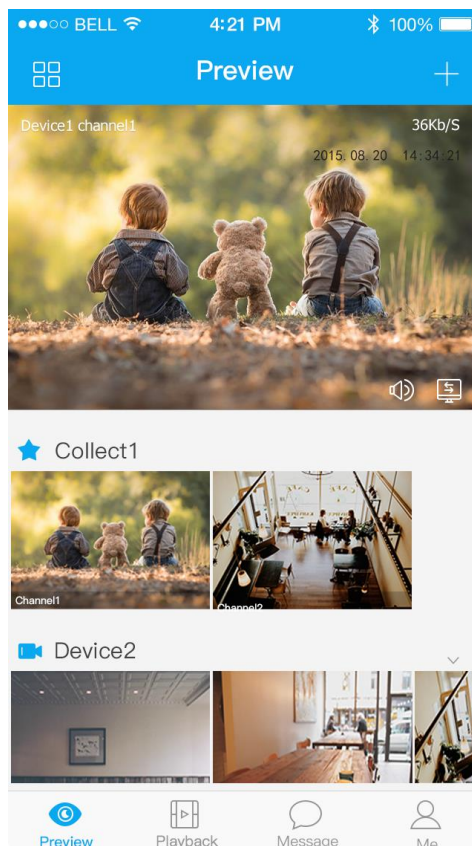 BELL 4:21 PM 100%
Preview
Device1 channel1 36Kb/S
2015. 08. 20 14:34:21
Collect1
Channel1 Channel2
Device2
Preview Playback Message Me